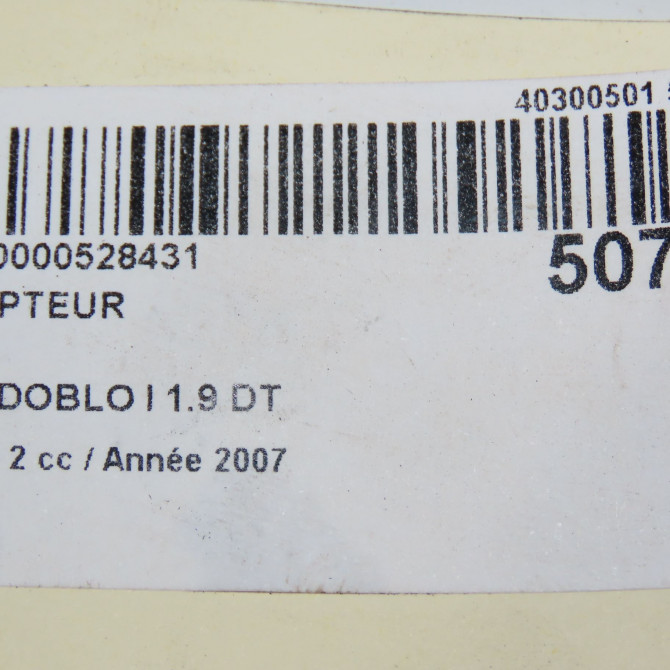 40300501
0000528431
507
PTEUR
DOBLO I 1.9 DT
2 cc / Année 2007